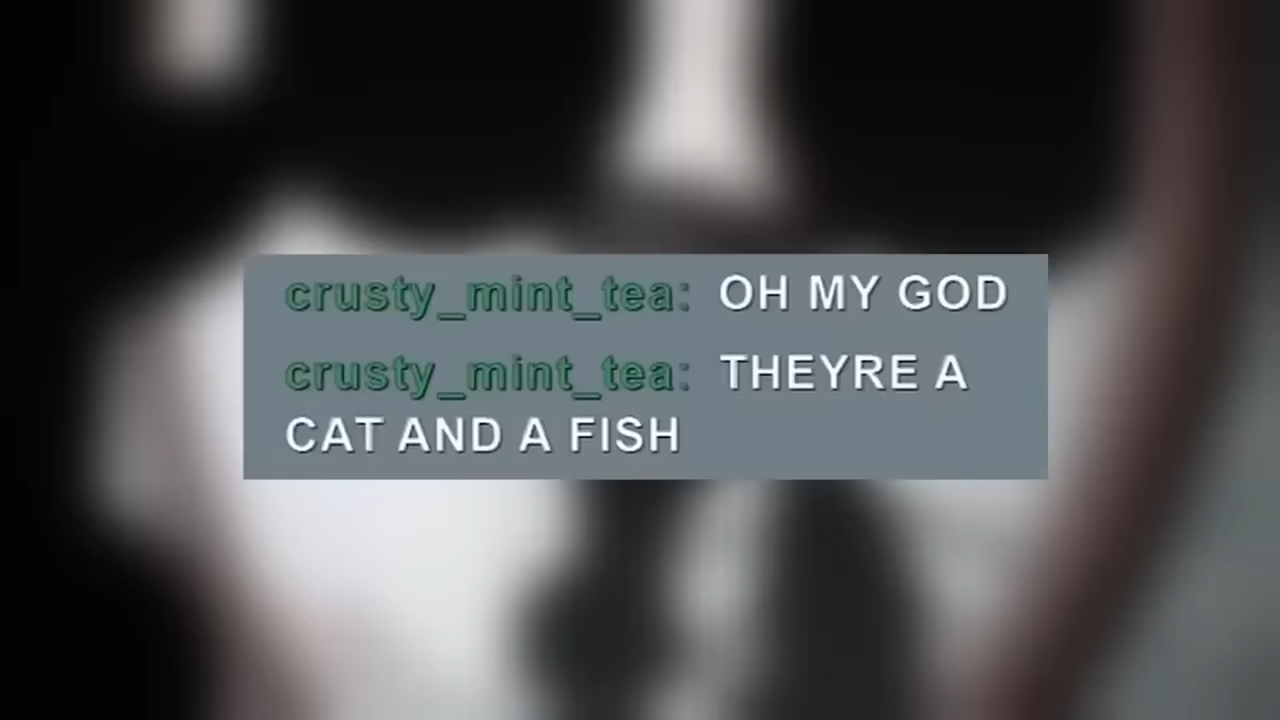 crusty_mint_tea: OH MY GOD
crusty_mint_tea: THEYRE A
CAT AND A FISH